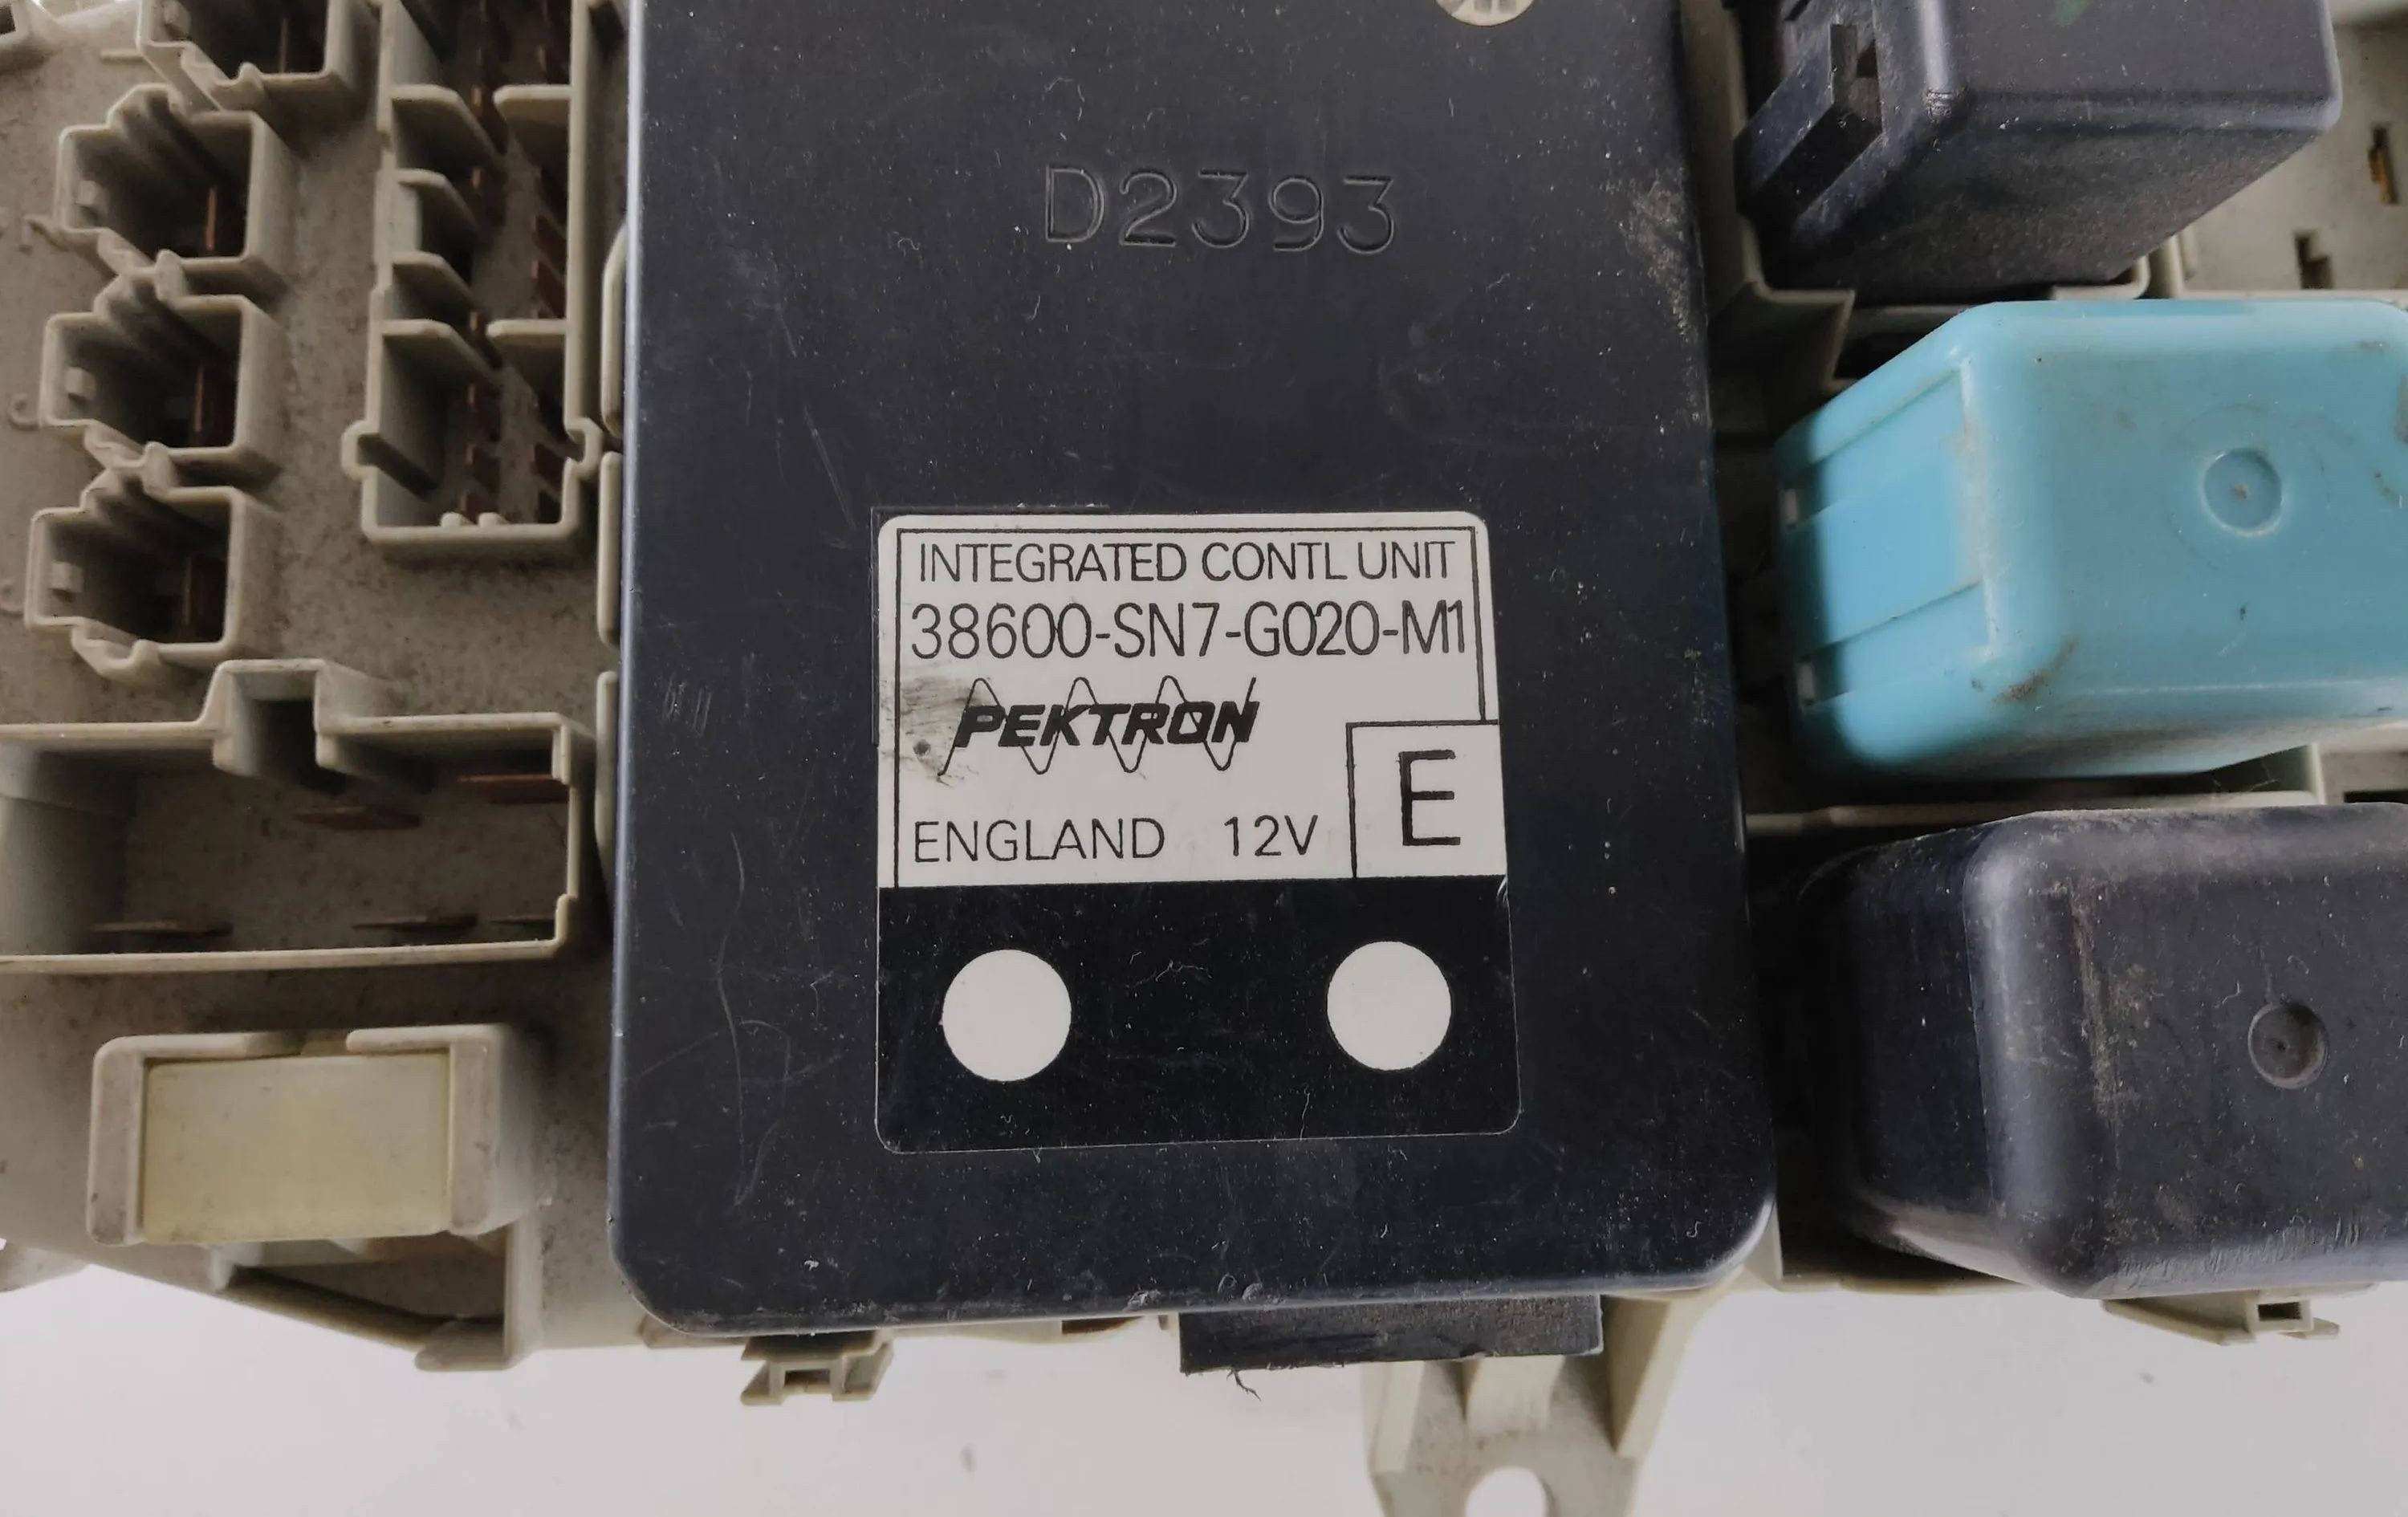 D2393
INTEGRATED CONTL UNIT
38600-SN7-G020-M1
PEKTRON
ENGLAND 12V
E